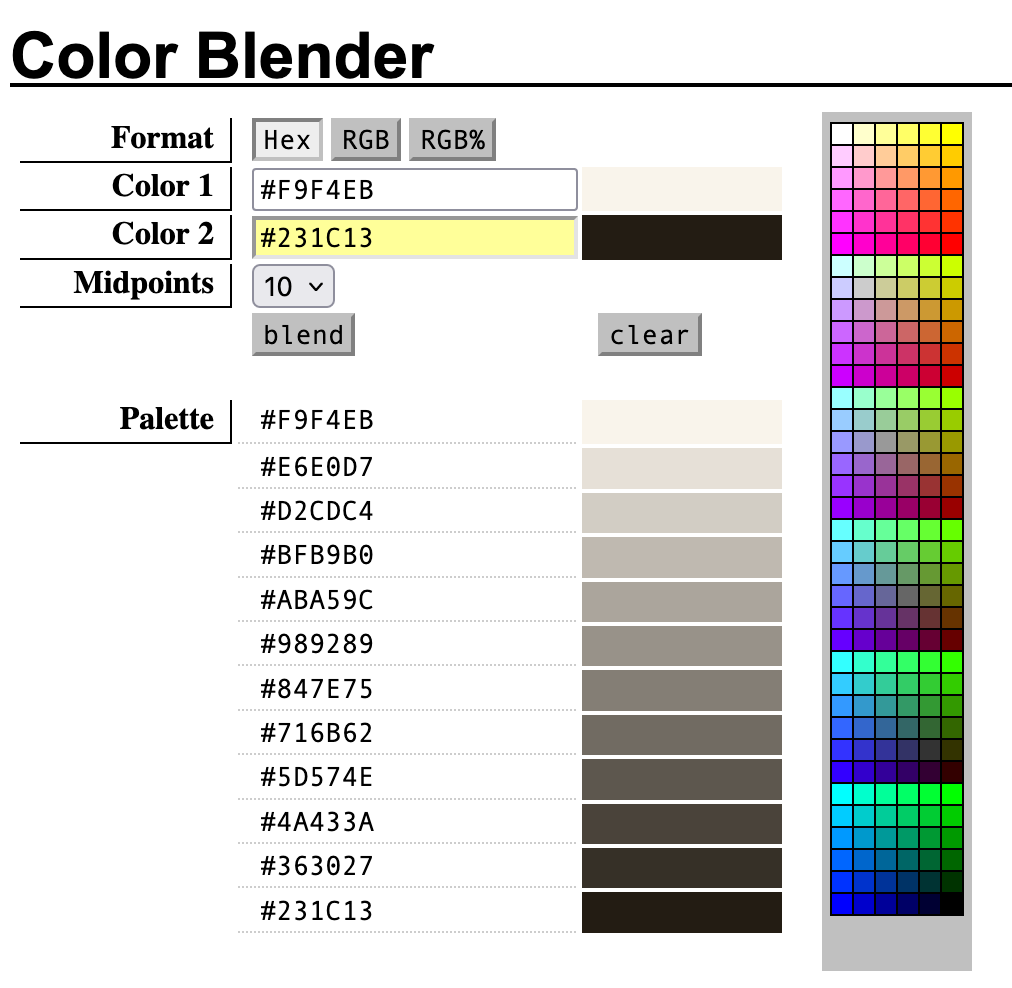 Color Blender
Format Hex RGB RGB%
Color 1 #F9F4EB
Color 2 #231C13
Midpoints 10
blend clear
Palette #F9F4EB
#E6E0D7
#D2CDC4
#BFB9B0
#ABA59C
#989289
#847E75
#716B62
#5D574E
#4A433A
#363027
#231C13